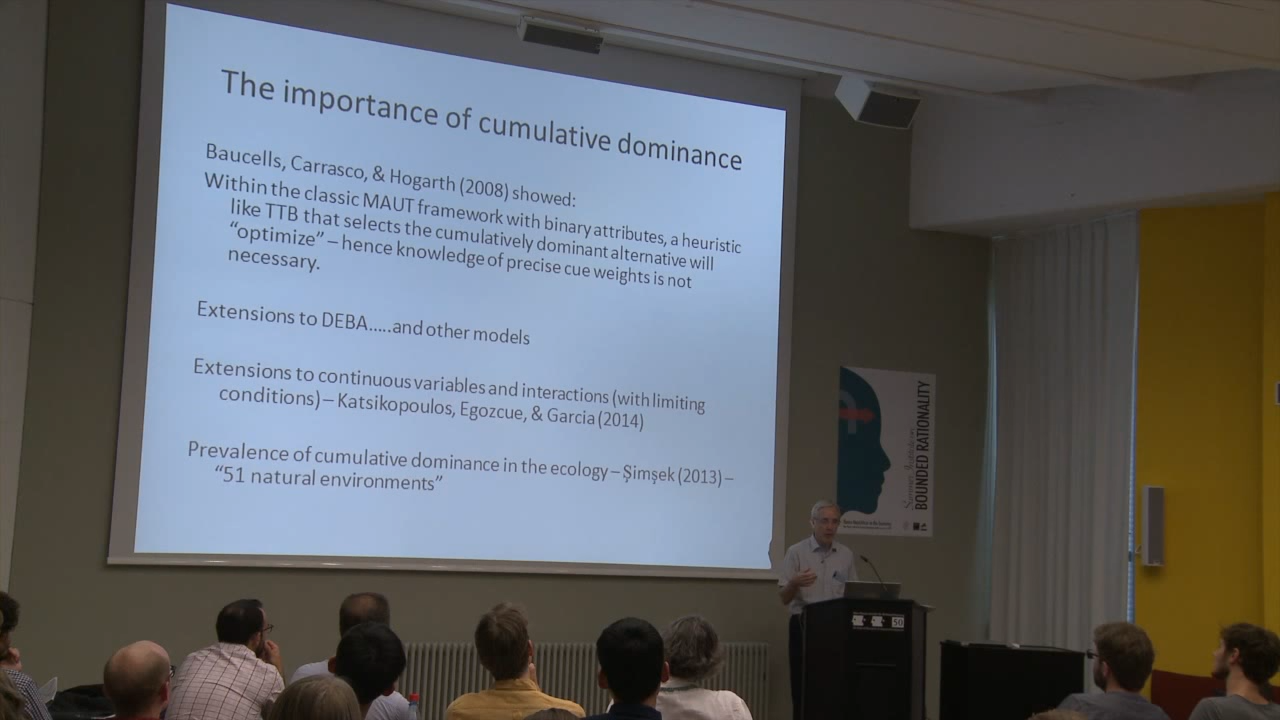 The importance of cumulative dominance
Baucells, Carrasco, & Hogarth (2008) showed:
Within the classic MAUT framework with binary attributes, a heuristic
like TTB that selects the cumulatively dominant alternative will
“optimize” – hence knowledge of precise cue weights is not
necessary.
Extensions to DEBA.....and other models
Extensions to continuous variables and interactions (with limiting
conditions) – Katsikopoulos, Egozcue, & Garcia (2014)
Prevalence of cumulative dominance in the ecology – Şimşek (2013) –
“51 natural environments”
BOUNDED RATIONALITY
50